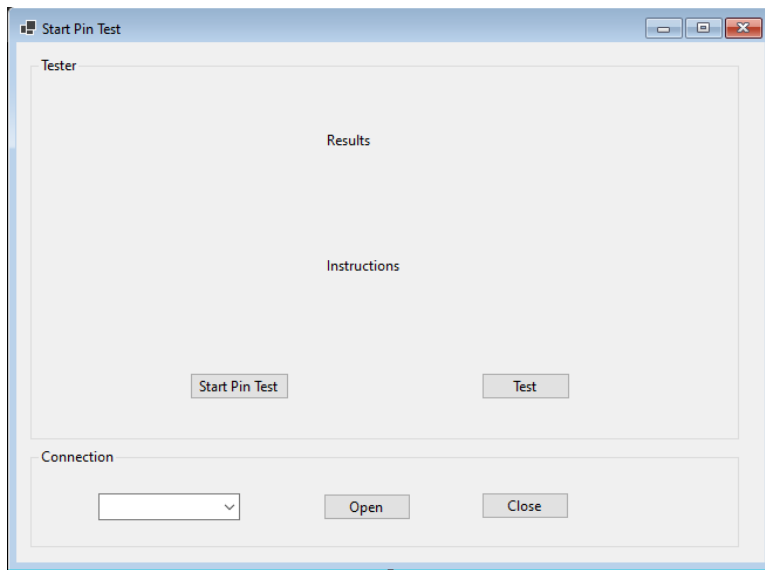 Start Pin Test
Tester
Results
Instructions
Start Pin Test
Test
Connection
Open
Close